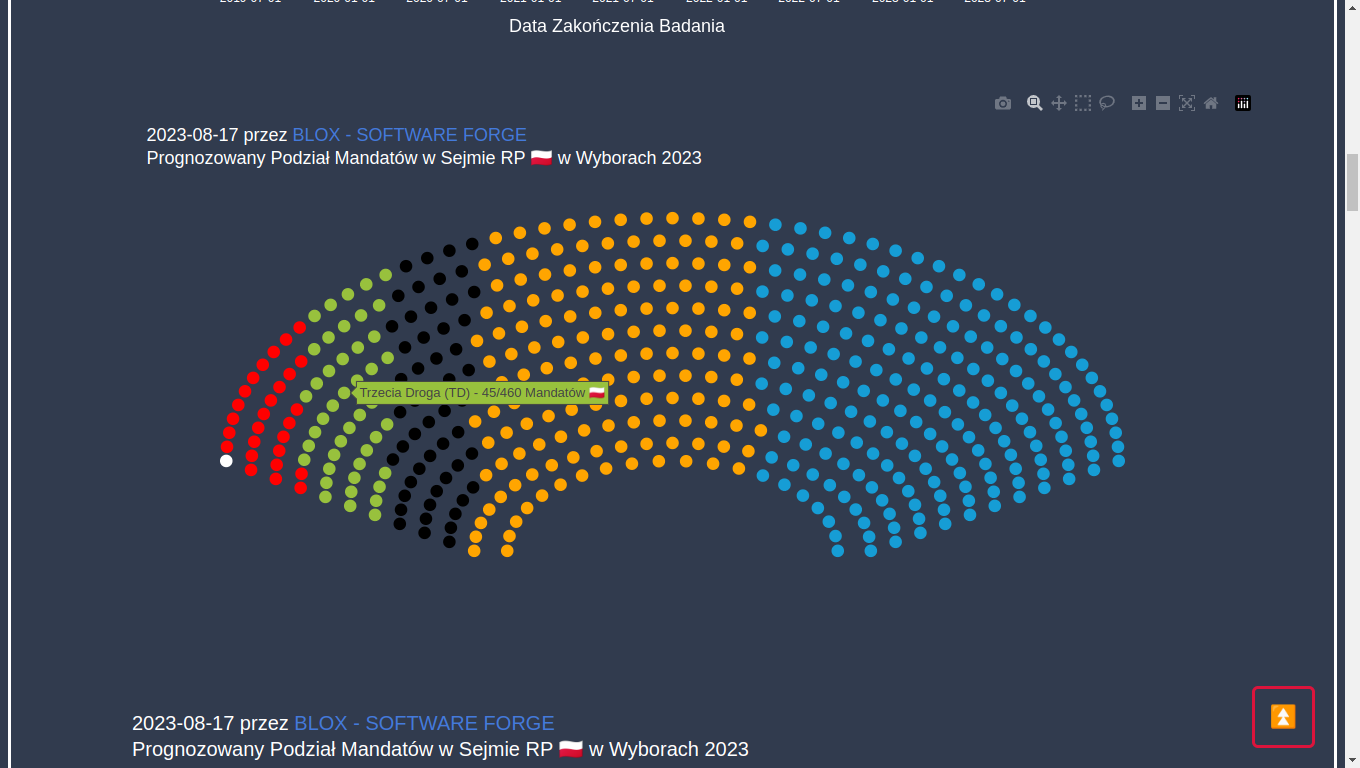 Data Zakończenia Badania
2023-08-17 przez BLOX - SOFTWARE FORGE
Prognozowany Podział Mandatów w Sejmie RP 🇵🇱 w Wyborach 2023
Trzecia Droga (TD) - 45/460 Mandatów 🇵🇱
2023-08-17 przez BLOX - SOFTWARE FORGE
Prognozowany Podział Mandatów w Sejmie RP 🇵🇱 w Wyborach 2023